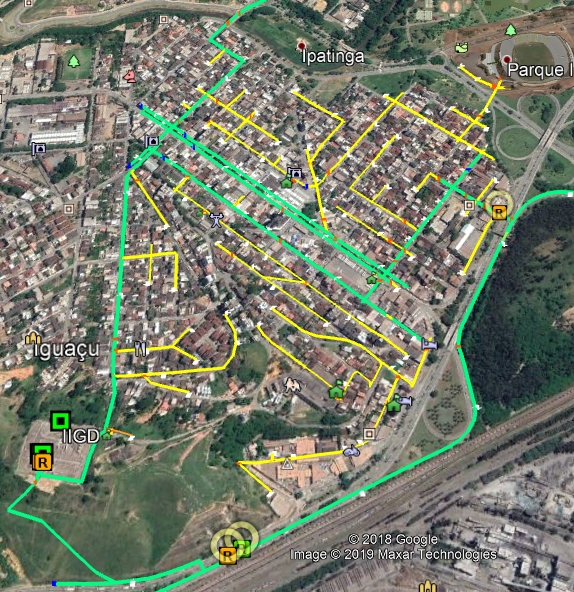 Ipatinga
Parque I
Iguaçu
IIGD
R
R
R
© 2018 Google
Image © 2019 Maxar Technologies